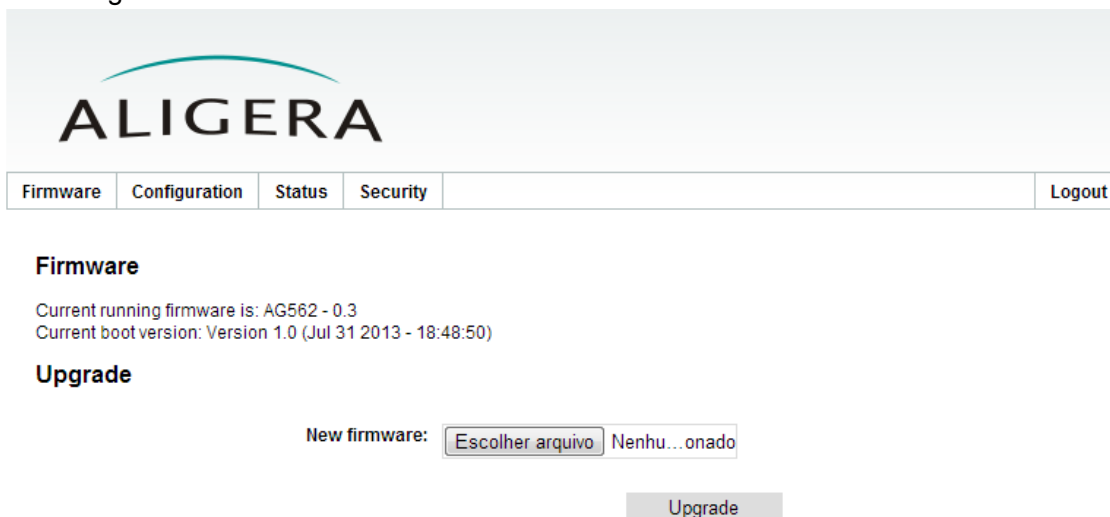 ALIGERA
Firmware Configuration Status Security Logout
Firmware
Current running firmware is: AG562 - 0.3
Current boot version: Version 1.0 (Jul 31 2013 - 18:48:50)
Upgrade
New firmware: Escolher arquivo Nenhu...onado
Upgrade